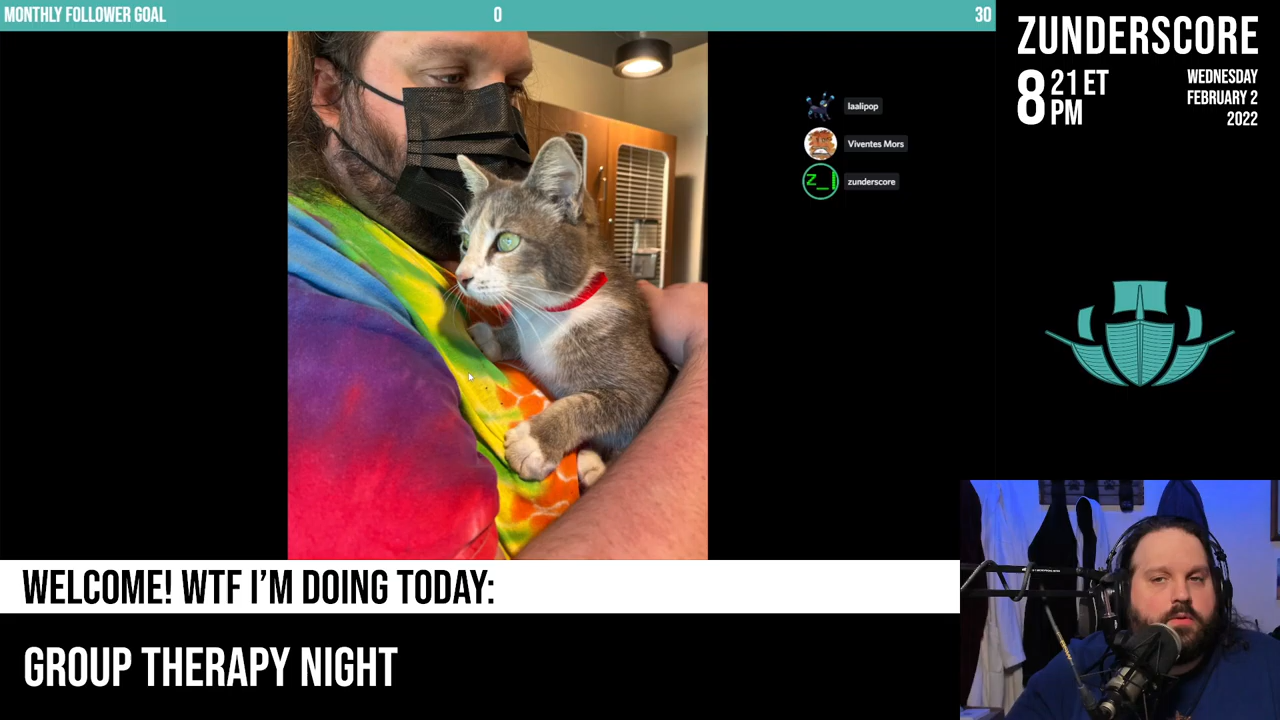 MONTHLY FOLLOWER GOAL 0 30
ZUNDERSCORE
8 21 ET PM
WEDNESDAY
FEBRUARY 2
2022
laalipop
Viventes Mors
zunderscore
Z_
WELCOME! WTF I'M DOING TODAY:
GROUP THERAPY NIGHT